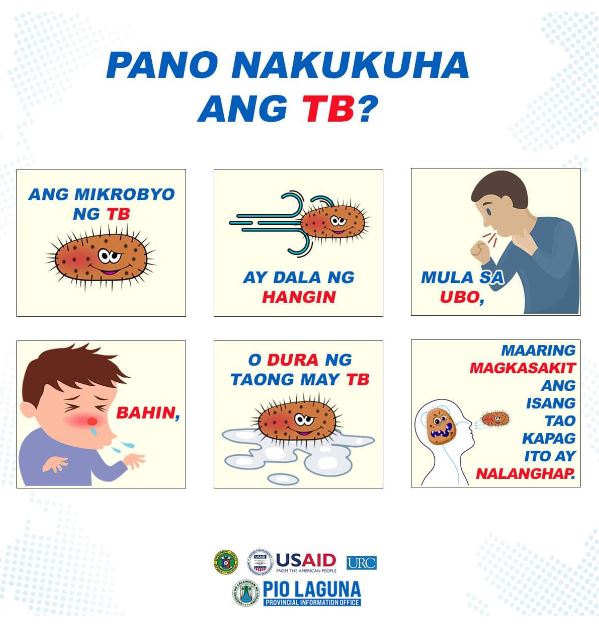 PANO NAKUKUHA
ANG TB?
ANG MIKROBYO
NG TB
AY DALA NG
HANGIN
MULA SA
UBO,
BAHIN,
O DURA NG
TAONG MAY TB
MAARING
MAGKASAKIT
ANG
ISANG
TAO
KAPAG
ITO AY
NALANGHAP.
USAID
FROM THE AMERICAN PEOPLE
URC
PIO LAGUNA
PROVINCIAL INFORMATION OFFICE